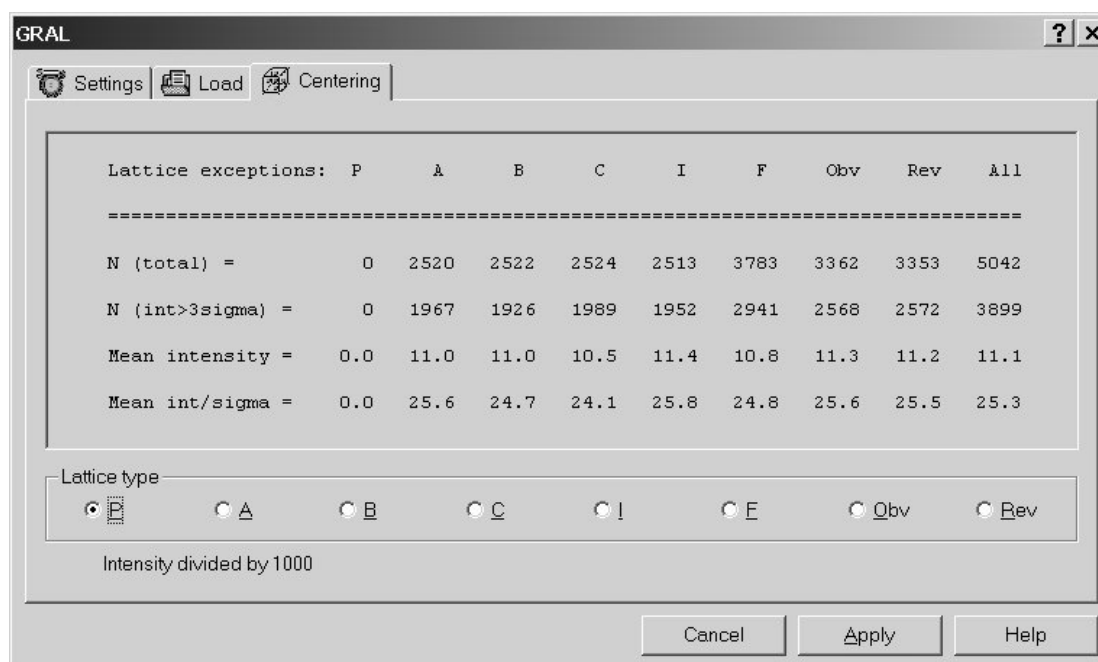 GRAL
Settings Load Centering
Lattice exceptions: P A B C I F Obv Rev All
==============================================================================
N (total) = 0 2520 2522 2524 2513 3783 3362 3353 5042
N (int>3sigma) = 0 1967 1926 1989 1952 2941 2568 2572 3899
Mean intensity = 0.0 11.0 11.0 10.5 11.4 10.8 11.3 11.2 11.1
Mean int/sigma = 0.0 25.6 24.7 24.1 25.8 24.8 25.6 25.5 25.3
Lattice type
P A B C I F Obv Rev
Intensity divided by 1000
Cancel Apply Help